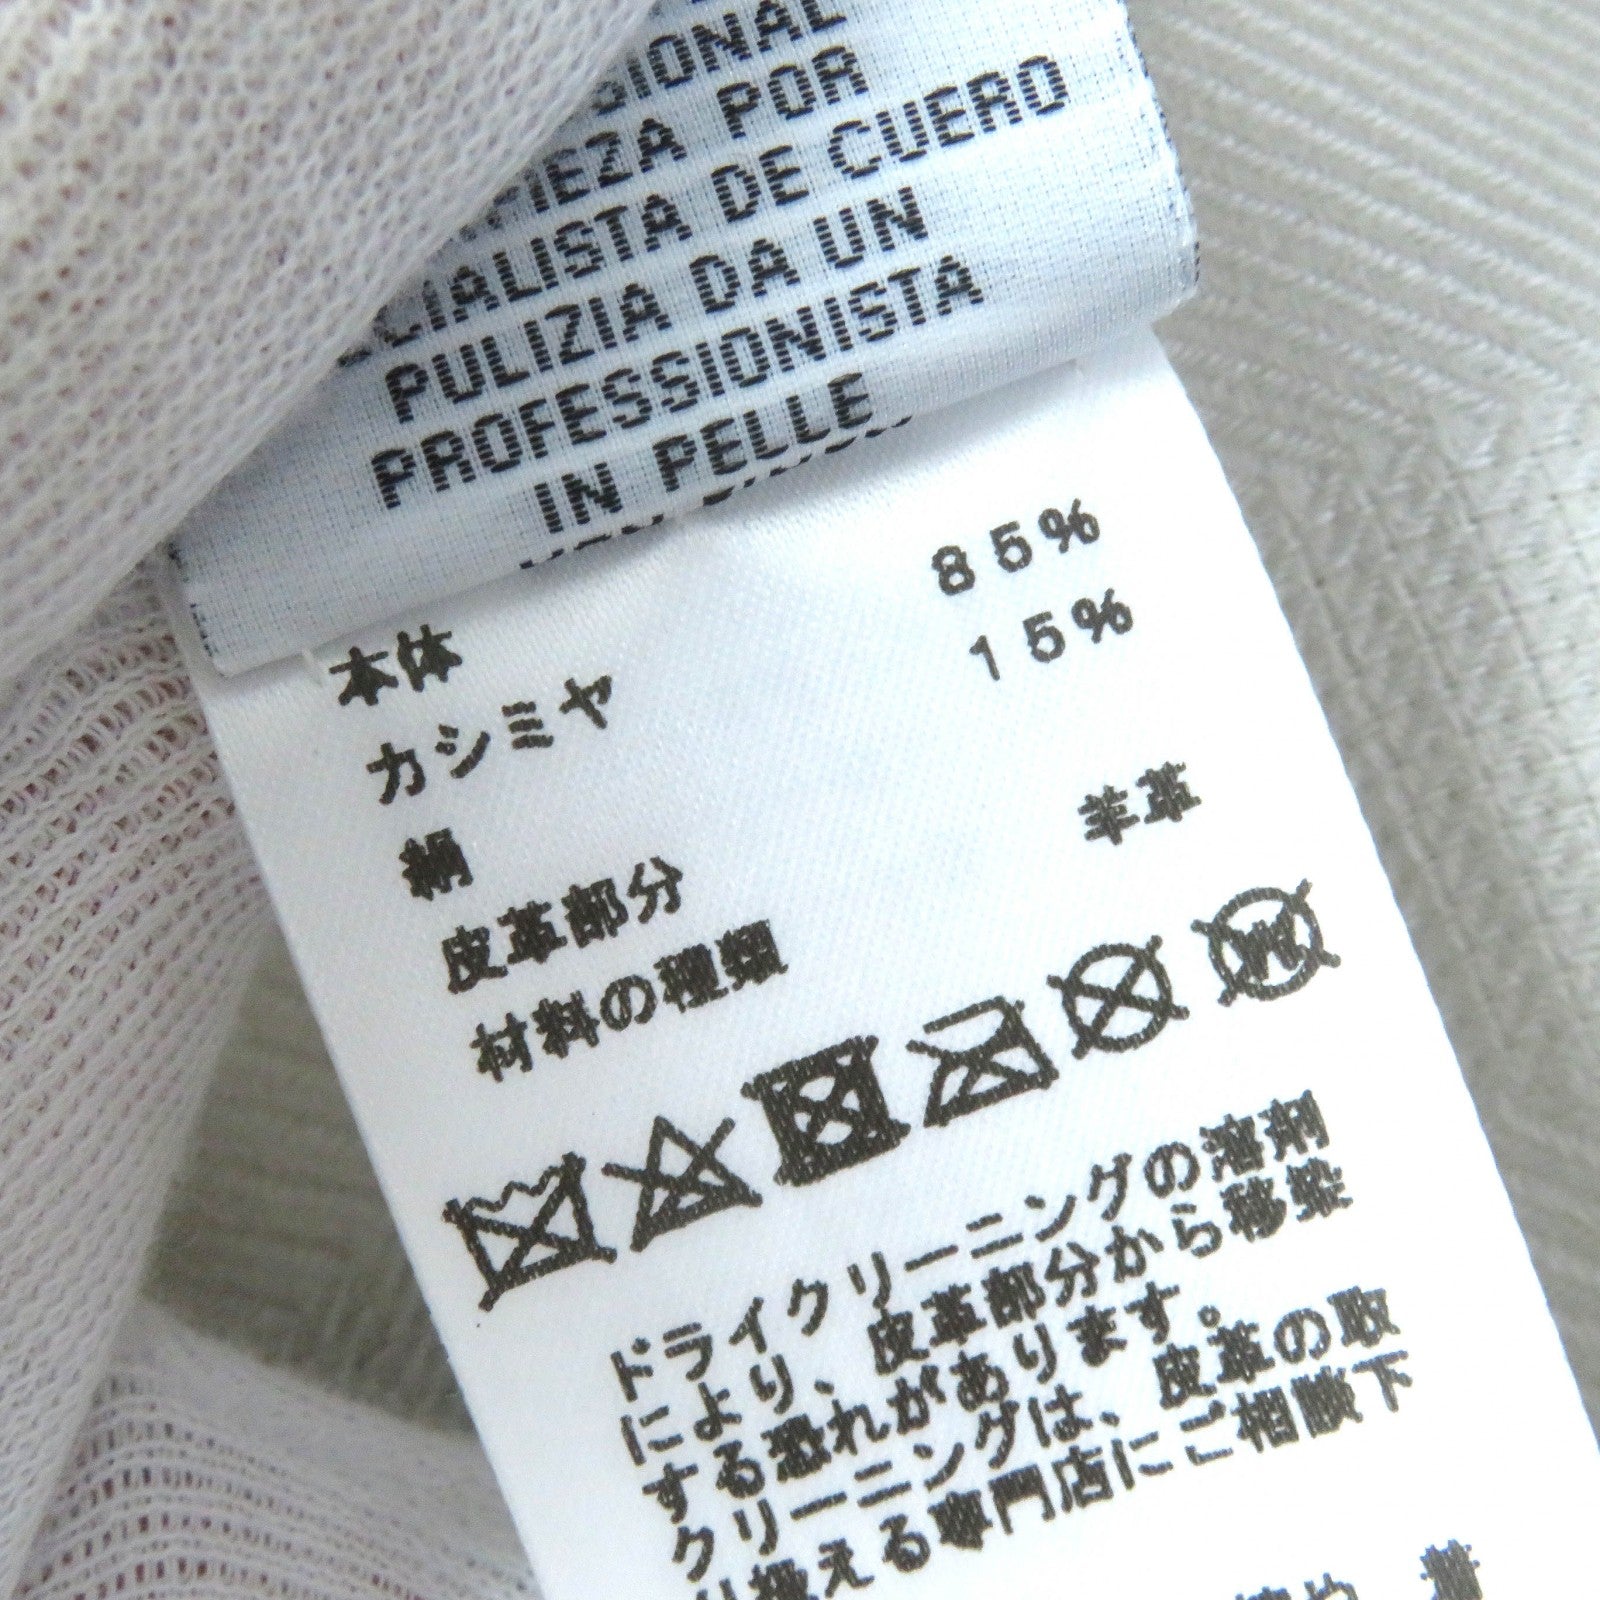 SIONAL
POR
DE CUERO
PULIZIA DA UN
PROFESSIONISTA
IN PELLE
本体
カシミヤ 85%
絹 15%
皮革部分
材料の種類 羊革
ドライクリーニングの溶剤
により、皮革部分から移染
する恐れがあります。
クリーニングは、皮革の取
り扱える専門店にご相談下